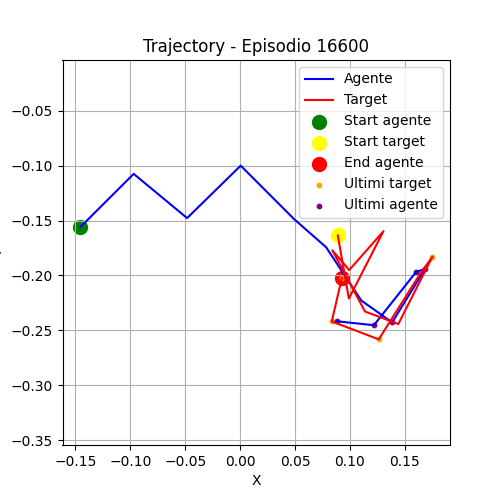 Trajectory - Episodio 16600
Agente
Target
Start agente
Start target
End agente
Ultimi target
Ultimi agente
−0.05
−0.10
−0.15
−0.20
−0.25
−0.30
−0.35
−0.15
−0.10
−0.05
0.00
0.05
0.10
0.15
X